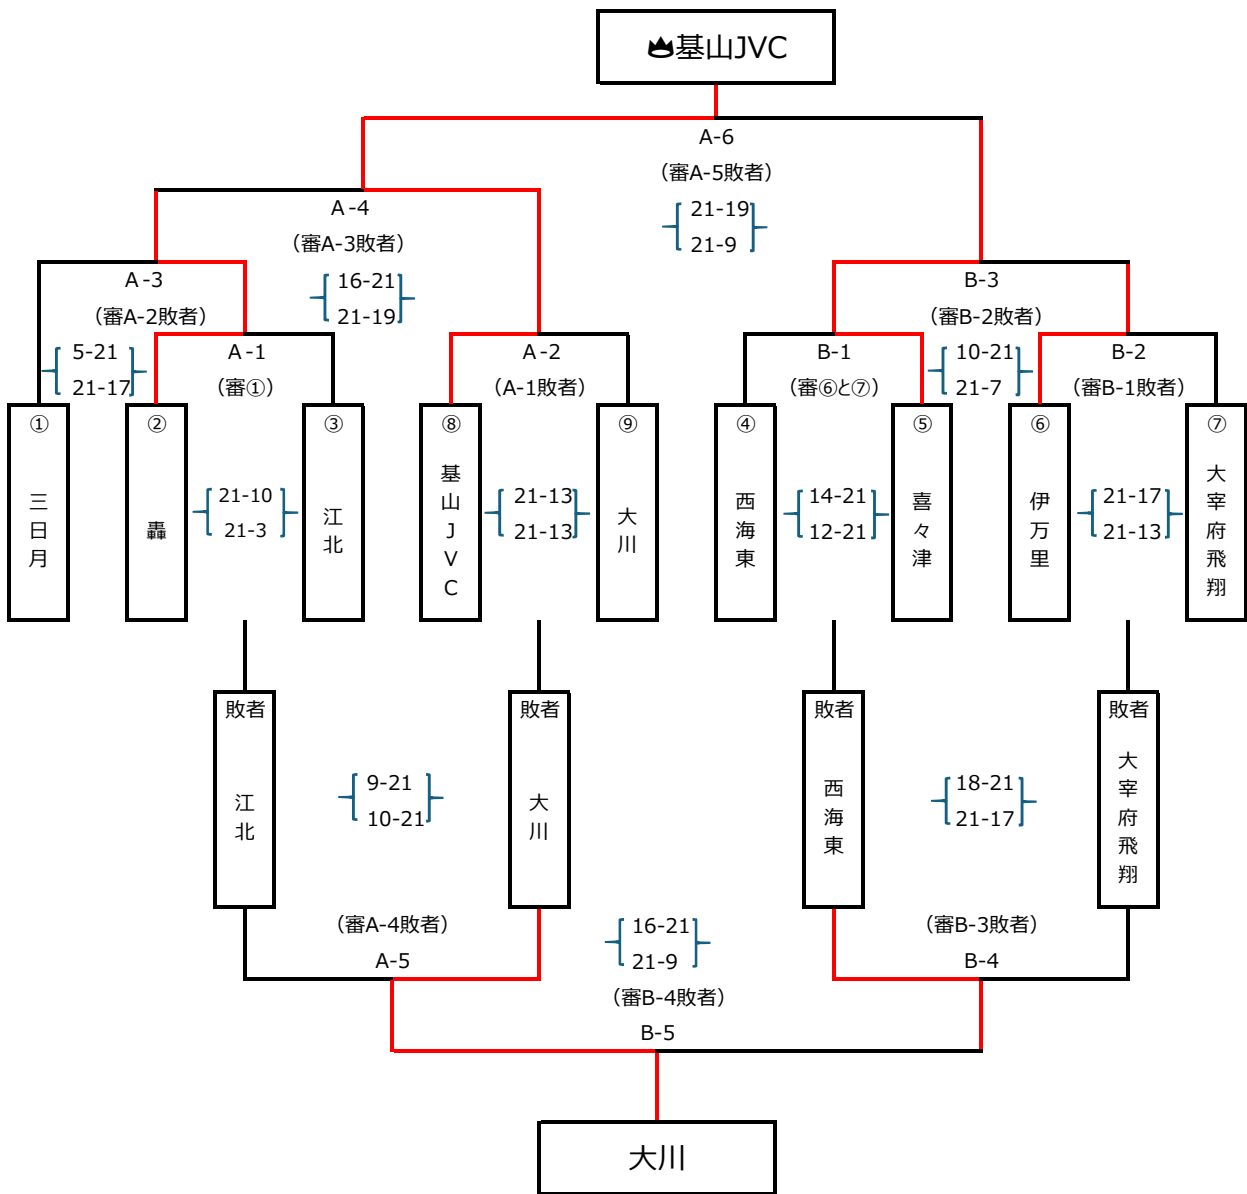 基山JVC
A-6
（審A-5敗者）
21-19
21-9
A-4
（審A-3敗者）
16-21
21-19
A-3
（審A-2敗者）
5-21
21-17
B-3
（審B-2敗者）
10-21
21-7
A-1
（審①）
A-2
（A-1敗者）
B-1
（審⑥と⑦）
B-2
（審B-1敗者）
①
三日月
②
轟
21-10
21-3
③
江北
⑧
基山JVC
21-13
21-13
⑨
大川
④
西海東
14-21
12-21
⑤
喜々津
⑥
伊万里
21-17
21-13
⑦
大宰府飛翔
敗者
江北
9-21
10-21
敗者
大川
敗者
西海東
18-21
21-17
敗者
大宰府飛翔
（審A-4敗者）
A-5
16-21
21-9
（審B-4敗者）
B-5
（審B-3敗者）
B-4
大川